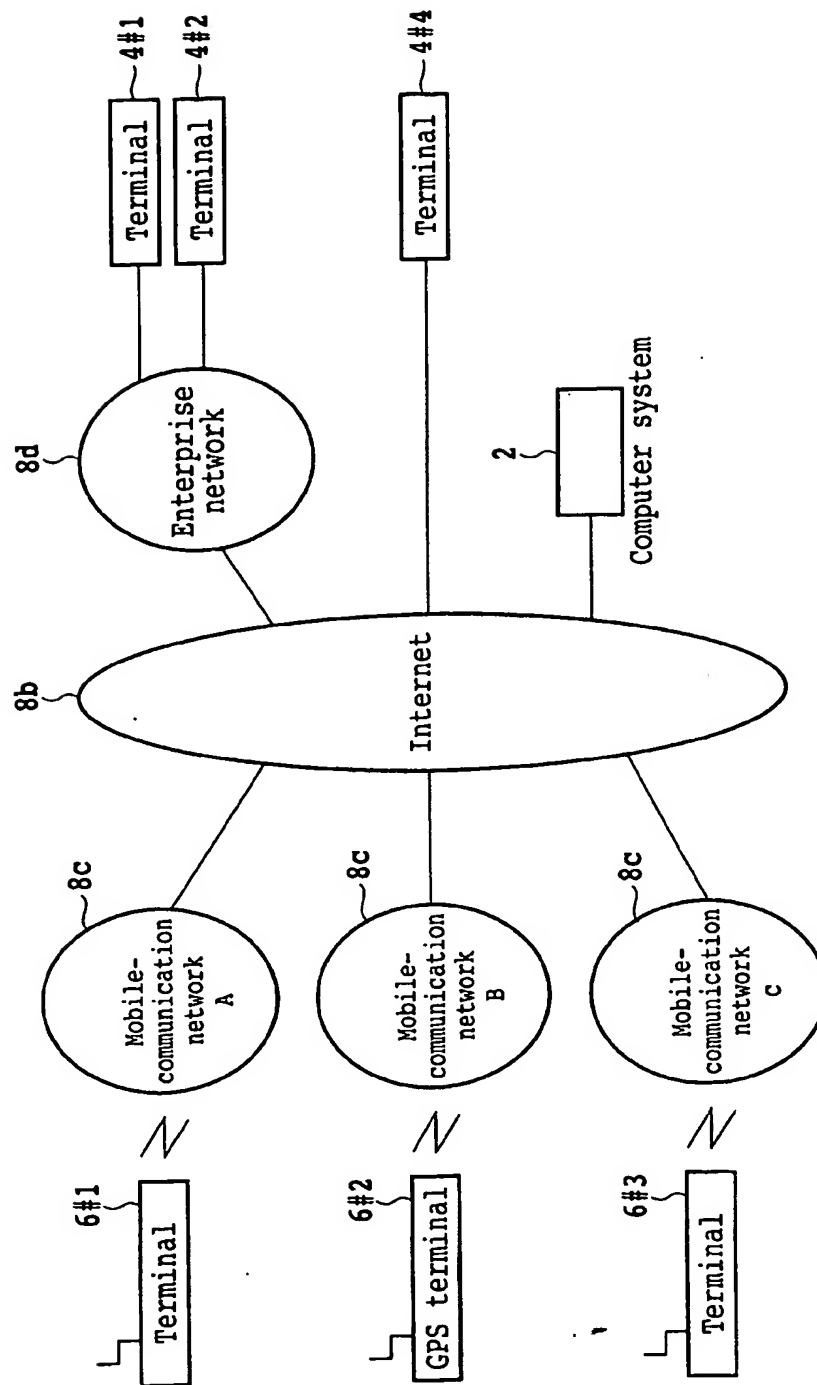 4#1
Terminal
4#2
Terminal
8d
Enterprise
network
4#4
Terminal
2
Computer system
8b
Internet
8c
Mobile-
communication
network
A
8c
Mobile-
communication
network
B
8c
Mobile-
communication
network
C
6#1
Terminal
6#2
GPS terminal
6#3
Terminal